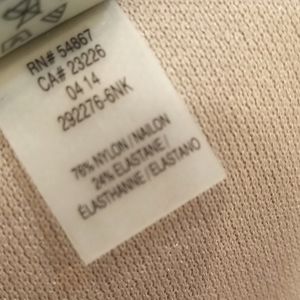 RN# 54867
CA# 23226
04 14
292276-6NK
76% NYLON / NAILON
24% ELASTANE /
ÉLASTHANNE / ELASTANO